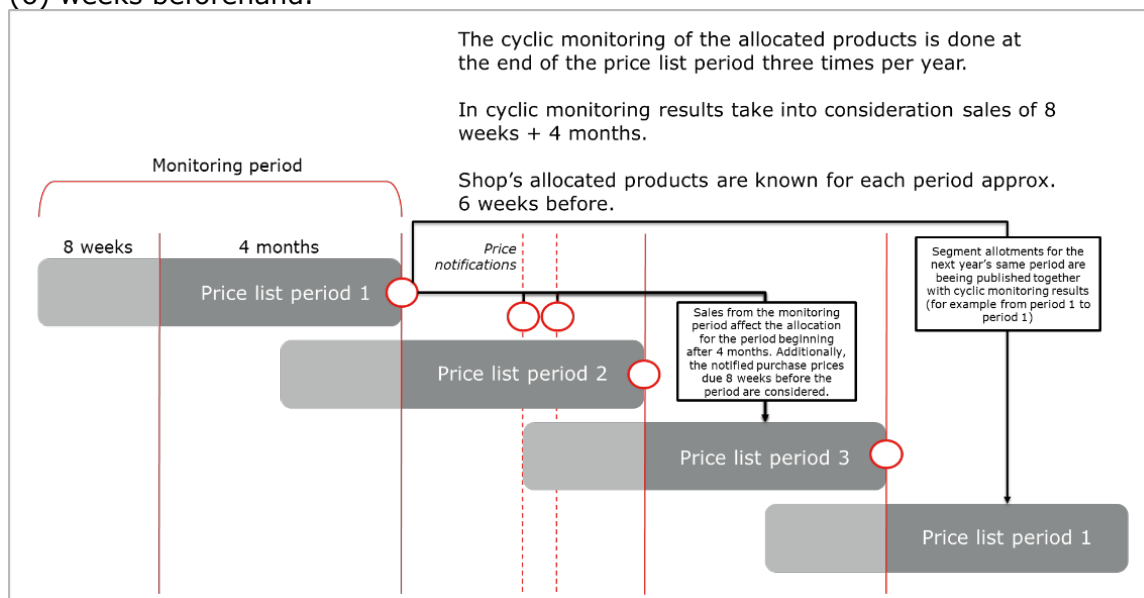 (6) weeks beforehand.
The cyclic monitoring of the allocated products is done at
the end of the price list period three times per year.
In cyclic monitoring results take into consideration sales of 8
weeks + 4 months.
Shop's allocated products are known for each period approx.
6 weeks before.
Monitoring period
8 weeks
4 months
Price
notifications
Price list period 1
Segment allotments for the
next year's same period are
beeing published together
with cyclic monitoring results
(for example from period 1 to
period 1)
Sales from the monitoring
period affect the allocation
for the period beginning
after 4 months. Additionally,
the notified purchase prices
due 8 weeks before the
period are considered.
Price list period 2
Price list period 3
Price list period 1